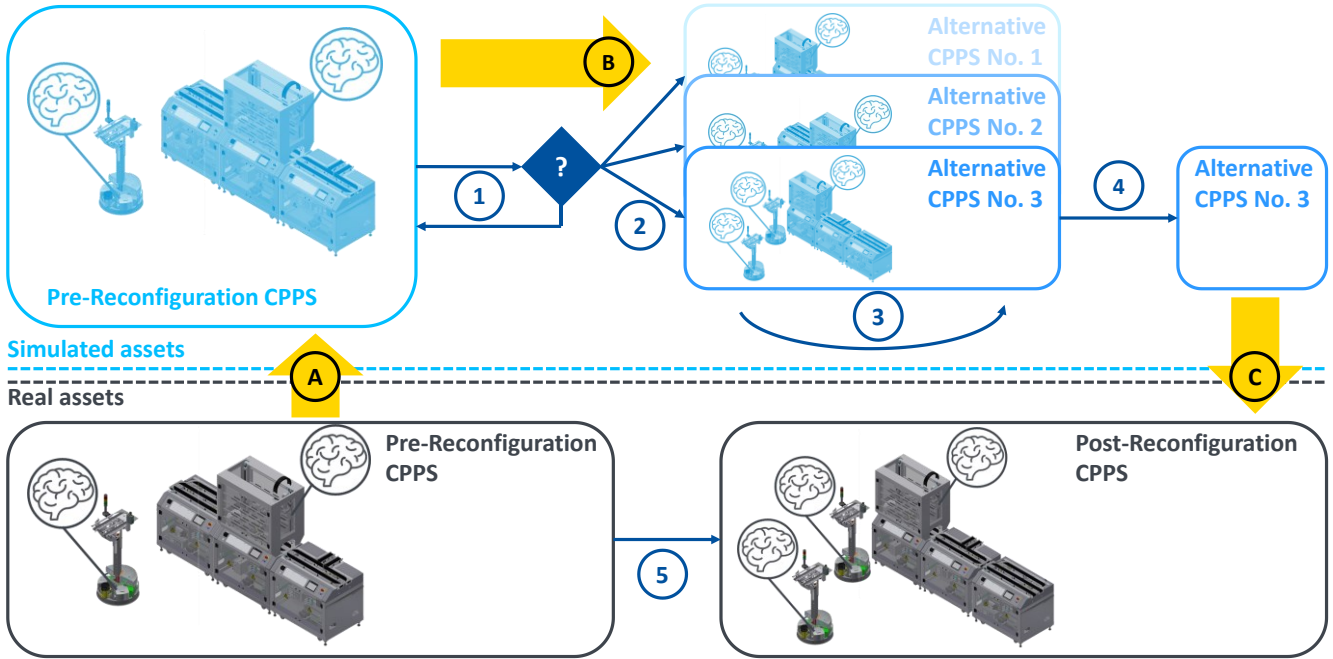 Pre-Reconfiguration CPPS
B
?
1
2
Alternative
CPPS No. 1
Alternative
CPPS No. 2
Alternative
CPPS No. 3
3
4
Alternative
CPPS No. 3
Simulated assets
A
C
Real assets
Pre-Reconfiguration
CPPS
5
Post-Reconfiguration
CPPS